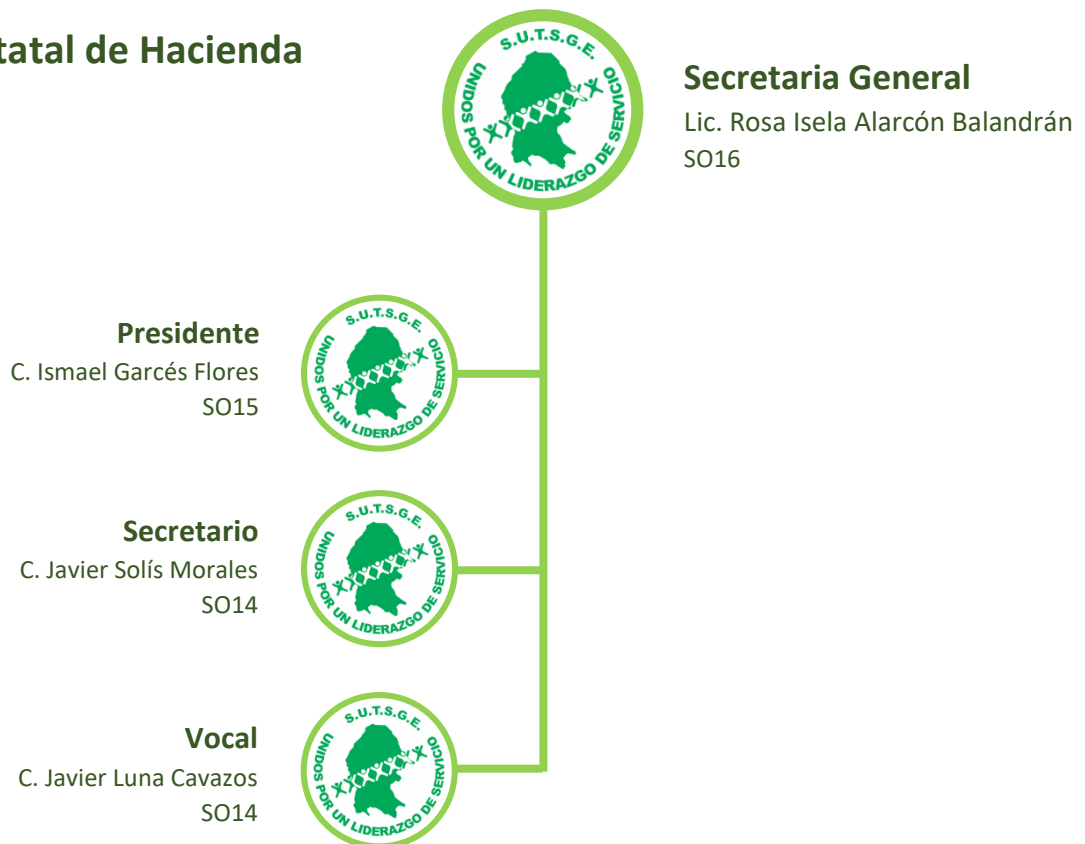 tatal de Hacienda
S.U.T.S.G.E.
UNIDOS POR UN LIDERAZGO DE SERVICIO
Secretaria General
Lic. Rosa Isela Alarcón Balandrán
SO16
Presidente
C. Ismael Garcés Flores
SO15
S.U.T.S.G.E.
UNIDOS POR UN LIDERAZGO DE SERVICIO
Secretario
C. Javier Solís Morales
SO14
S.U.T.S.G.E.
UNIDOS POR UN LIDERAZGO DE SERVICIO
Vocal
C. Javier Luna Cavazos
SO14
S.U.T.S.G.E.
UNIDOS POR UN LIDERAZGO DE SERVICIO